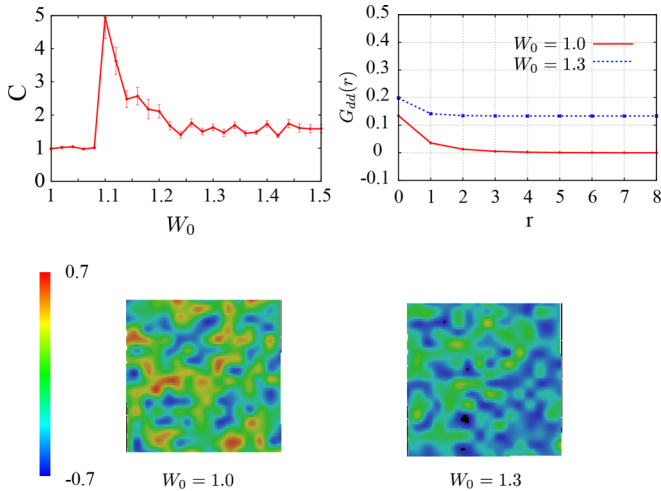 5
4
3
2
1
0
C
1 1.1 1.2 1.3 1.4 1.5
W₀
0.5
0.4
0.3
0.2
0.1
0
-0.1
G_dd(r)
W₀ = 1.0
W₀ = 1.3
0 1 2 3 4 5 6 7 8
r
0.7
-0.7
W₀ = 1.0
W₀ = 1.3